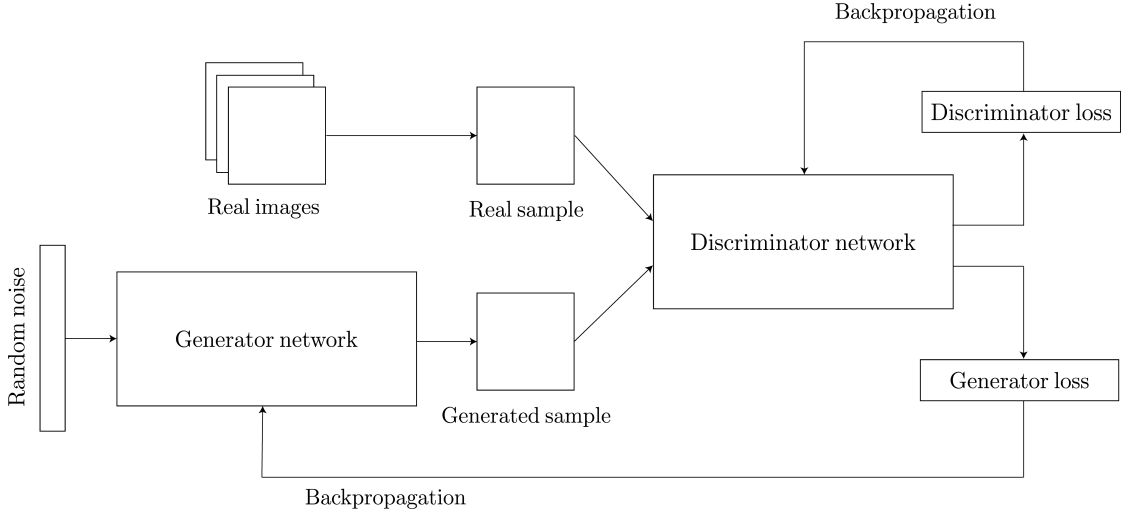 Backpropagation
Discriminator loss
Real images
Real sample
Discriminator network
Random noise
Generator network
Generated sample
Generator loss
Backpropagation